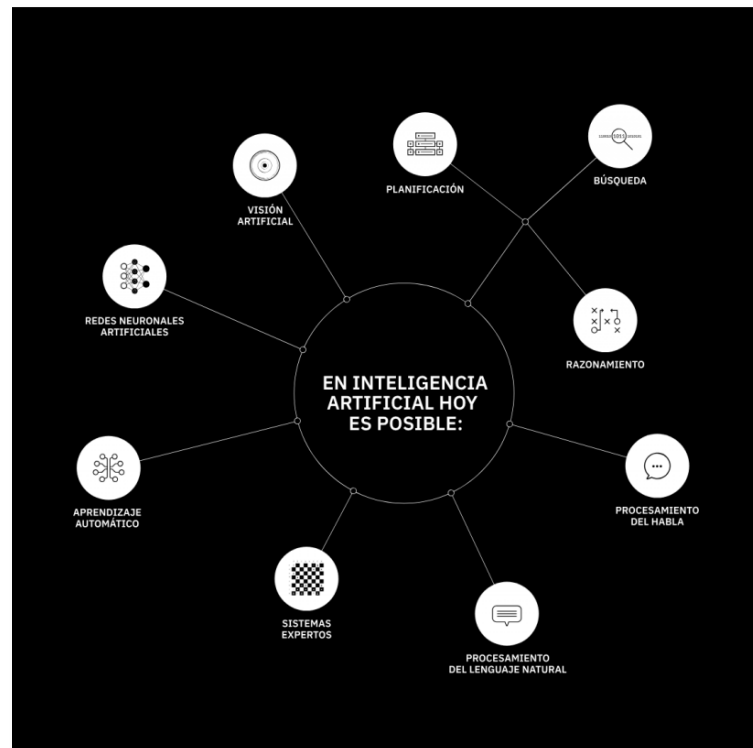 PLANIFICACIÓN
1011
BÚSQUEDA
VISIÓN
ARTIFICIAL
REDES NEURONALES
ARTIFICIALES
RAZONAMIENTO
EN INTELIGENCIA
ARTIFICIAL HOY
ES POSIBLE:
APRENDIZAJE
AUTOMÁTICO
PROCESAMIENTO
DEL HABLA
SISTEMAS
EXPERTOS
PROCESAMIENTO
DEL LENGUAJE NATURAL